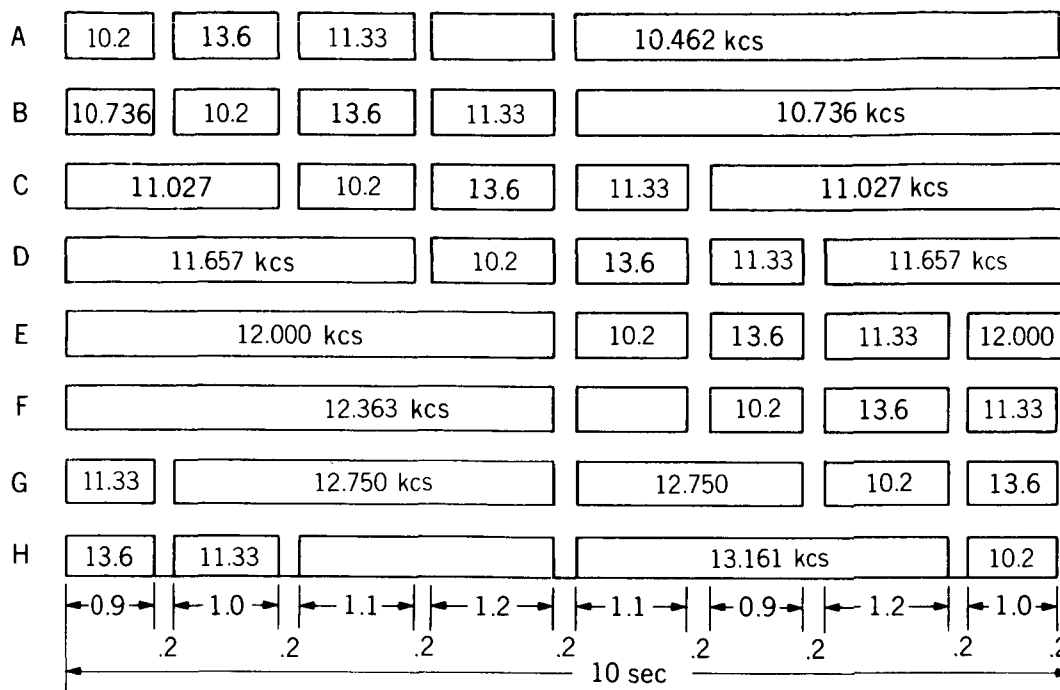 A 10.2 13.6 11.33 10.462 kcs
B 10.736 10.2 13.6 11.33 10.736 kcs
C 11.027 10.2 13.6 11.33 11.027 kcs
D 11.657 kcs 10.2 13.6 11.33 11.657 kcs
E 12.000 kcs 10.2 13.6 11.33 12.000
F 12.363 kcs 10.2 13.6 11.33
G 11.33 12.750 kcs 12.750 10.2 13.6
H 13.6 11.33 13.161 kcs 10.2
0.9 1.0 1.1 1.2 1.1 0.9 1.2 1.0
.2 .2 .2 .2 .2 .2 .2 .2
10 sec